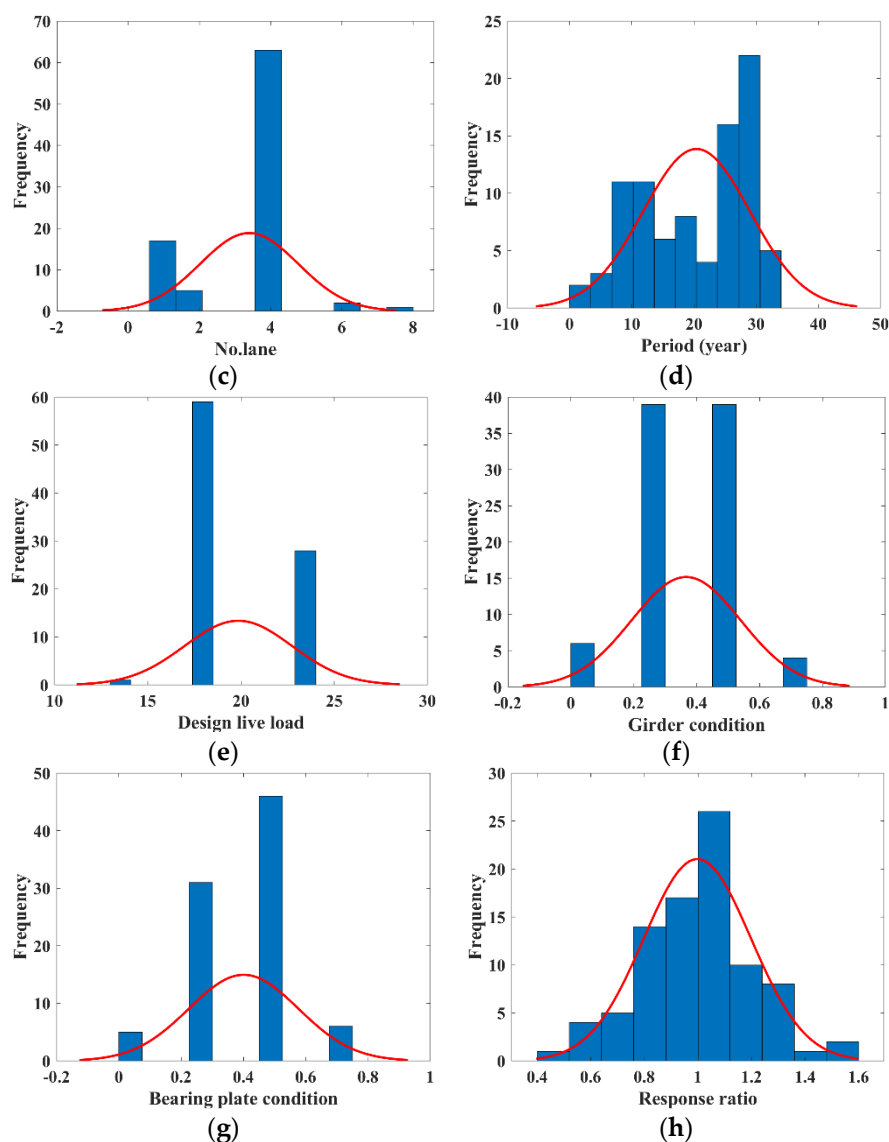 70
60
50
40
30
20
10
0
-2 0 2 4 6 8
Frequency
No.lane
(c)
25
20
15
10
5
0
-10 0 10 20 30 40 50
Frequency
Period (year)
(d)
60
50
40
30
20
10
0
10 15 20 25 30
Frequency
Design live load
(e)
40
35
30
25
20
15
10
5
0
-0.2 0 0.2 0.4 0.6 0.8 1
Frequency
Girder condition
(f)
50
40
30
20
10
0
-0.2 0 0.2 0.4 0.6 0.8 1
Frequency
Bearing plate condition
(g)
30
25
20
15
10
5
0
0.4 0.6 0.8 1 1.2 1.4 1.6
Frequency
Response ratio
(h)